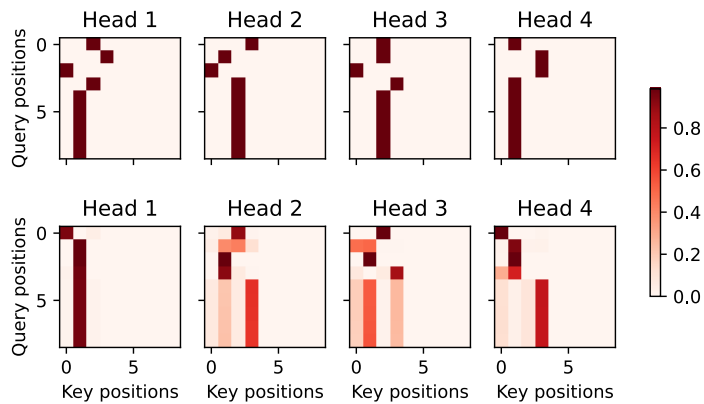 Head 1 Head 2 Head 3 Head 4
0
5
Query positions
0.8
0.6
0.4
0.2
0.0
Head 1 Head 2 Head 3 Head 4
0
5
Query positions
0 5 0 5 0 5 0 5
Key positions Key positions Key positions Key positions